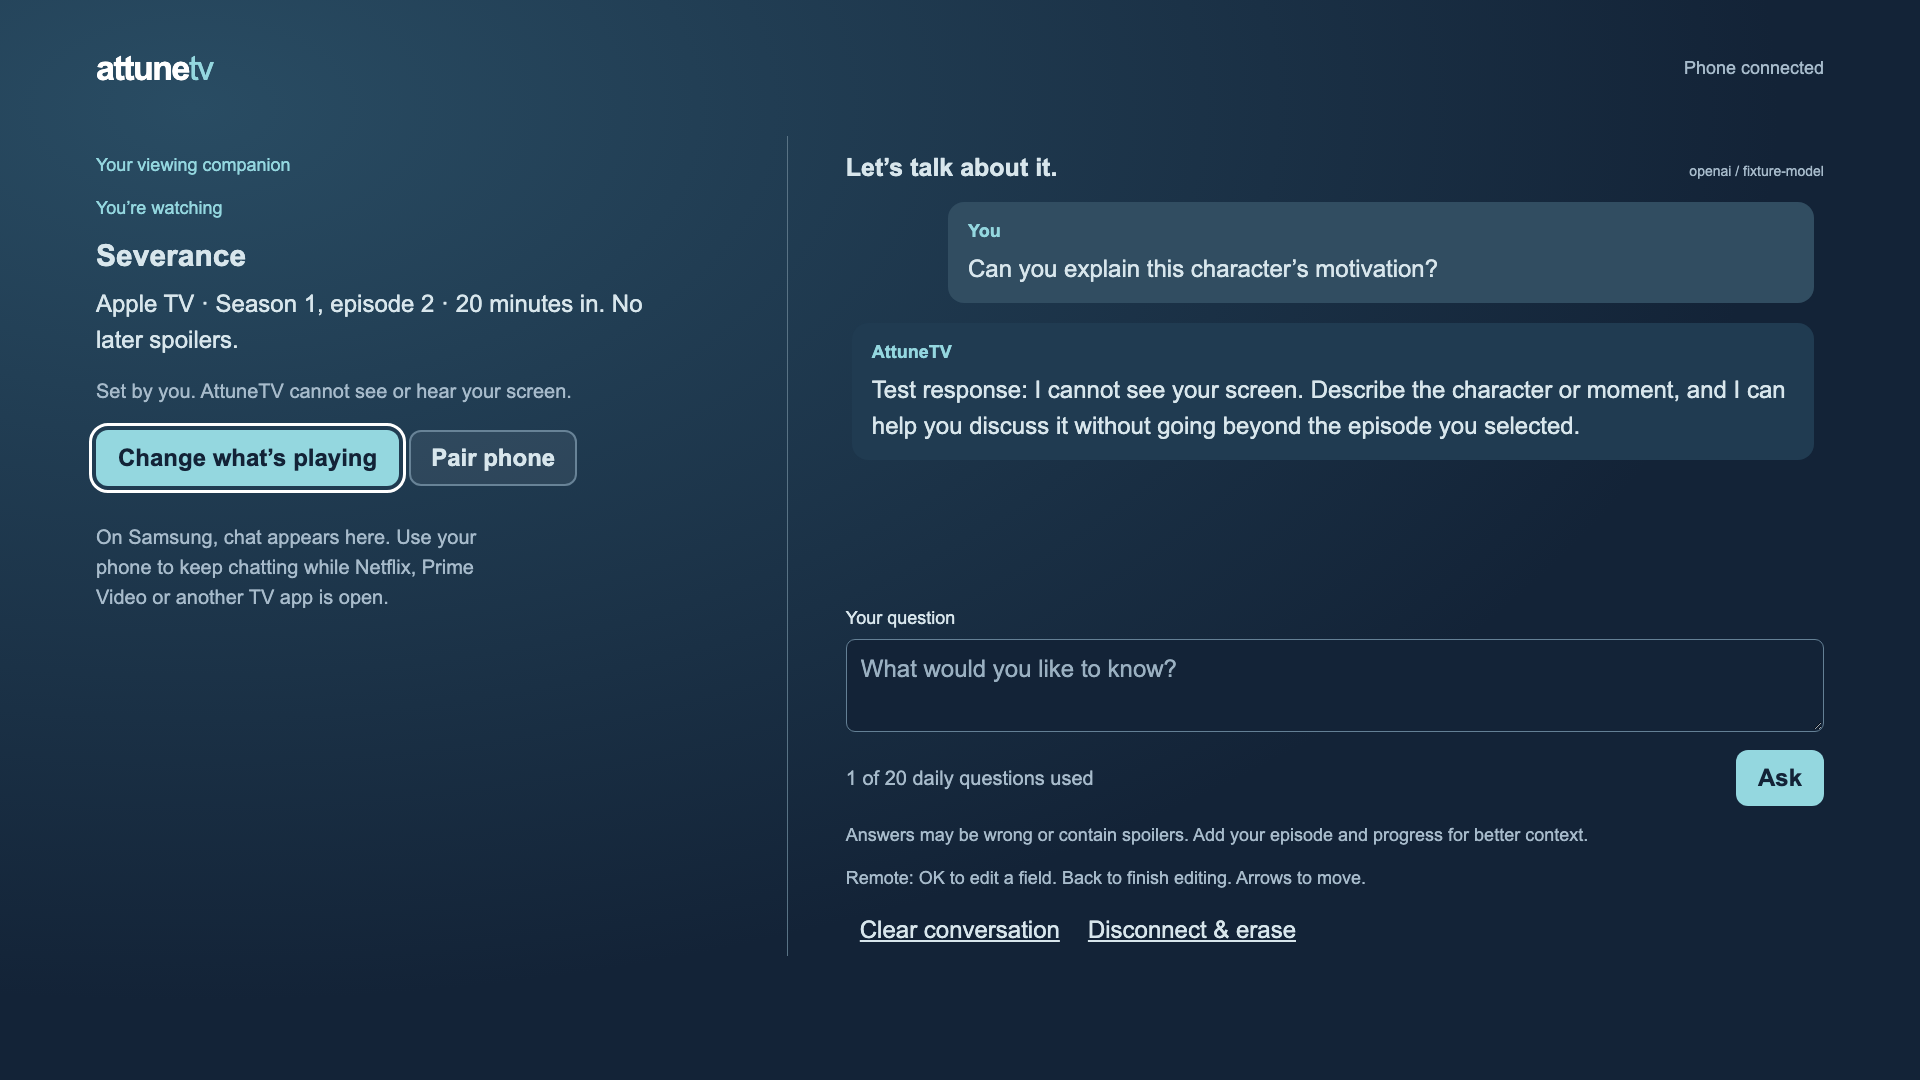 attunetv
Phone connected
Your viewing companion
You’re watching
Severance
Apple TV · Season 1, episode 2 · 20 minutes in. No
later spoilers.
Set by you. AttuneTV cannot see or hear your screen.
Change what’s playing
Pair phone
On Samsung, chat appears here. Use your
phone to keep chatting while Netflix, Prime
Video or another TV app is open.
Let’s talk about it.
openai / fixture-model
You
Can you explain this character’s motivation?
AttuneTV
Test response: I cannot see your screen. Describe the character or moment, and I can
help you discuss it without going beyond the episode you selected.
Your question
What would you like to know?
1 of 20 daily questions used
Ask
Answers may be wrong or contain spoilers. Add your episode and progress for better context.
Remote: OK to edit a field. Back to finish editing. Arrows to move.
Clear conversation
Disconnect & erase